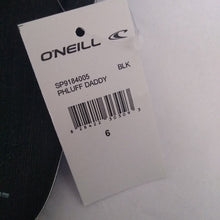 O'NEILL
SP9184005
PHLUFF DADDY
BLK
6